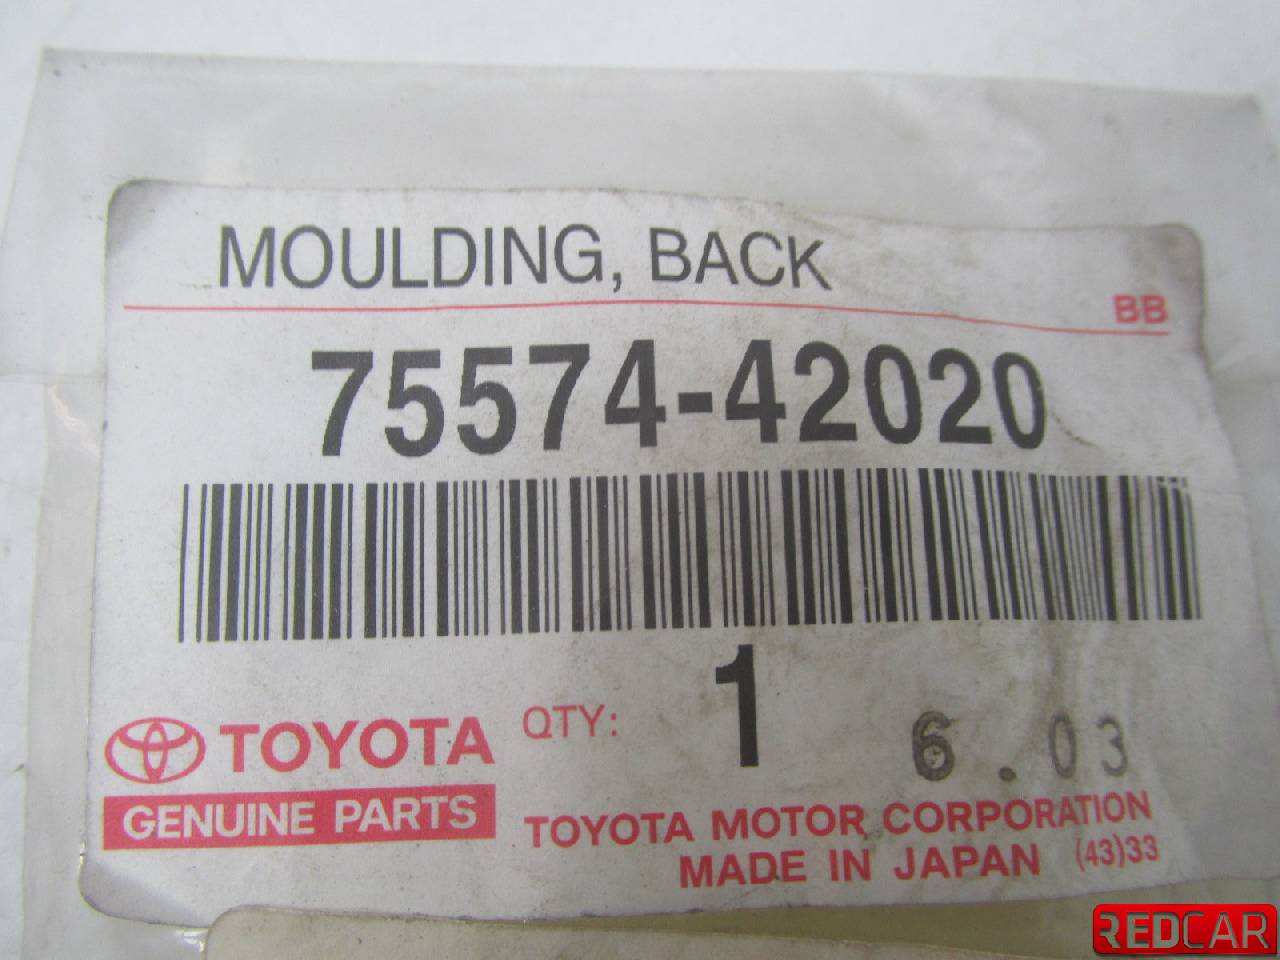 MOULDING, BACK
BB
75574-42020
QTY: 1
6.03
TOYOTA
GENUINE PARTS
TOYOTA MOTOR CORPORATION
MADE IN JAPAN (43)33
REDCAR